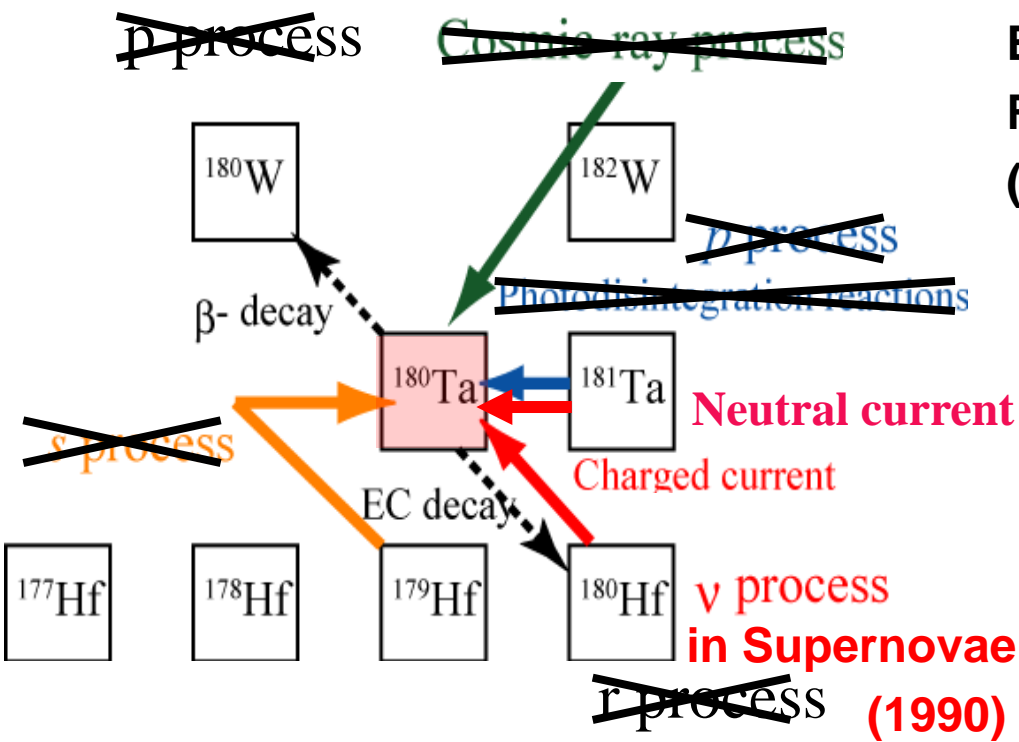 p process
Cosmic ray process
¹⁸⁰W
¹⁸²W
p process
Photodisintegration reactions
β- decay
¹⁸⁰Ta
¹⁸¹Ta
Neutral current
s process
Charged current
EC decay
¹⁷⁷Hf
¹⁷⁸Hf
¹⁷⁹Hf
¹⁸⁰Hf
ν process
in Supernovae
r process
(1990)